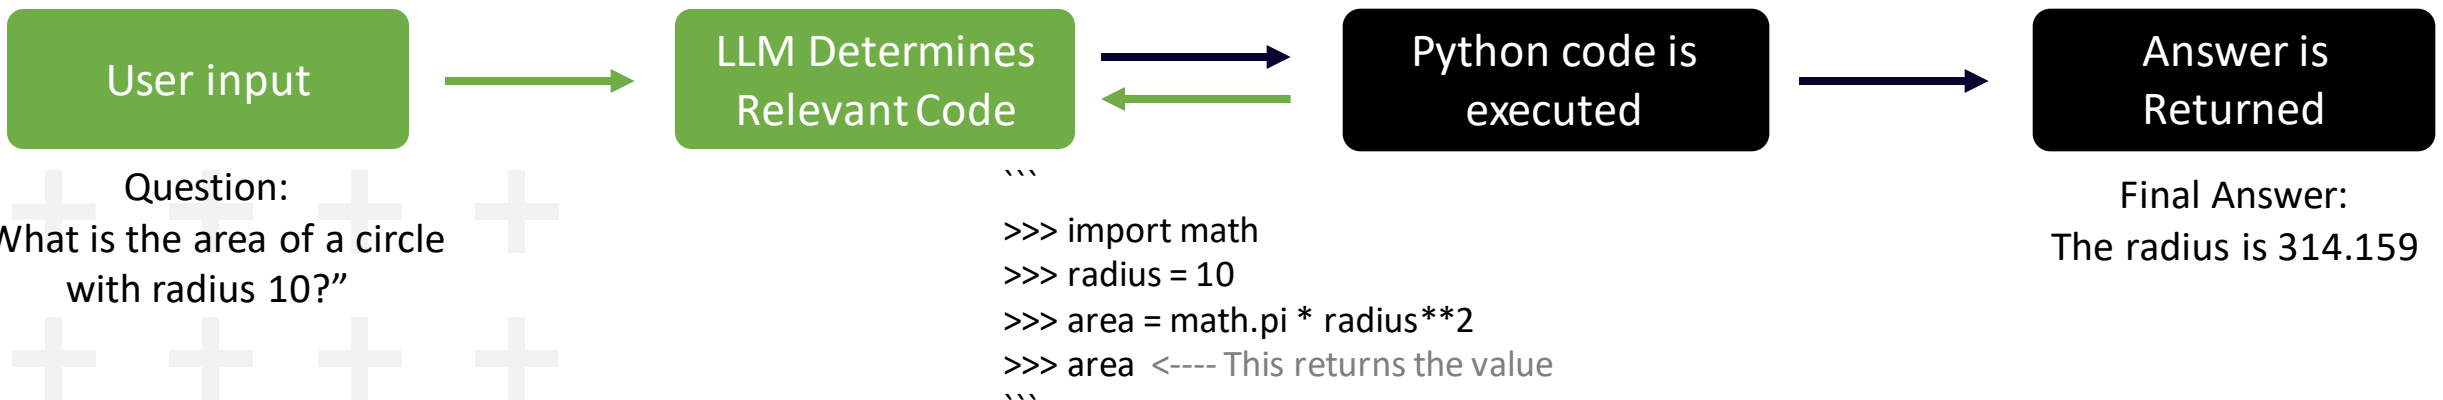 User input
LLM Determines
Relevant Code
Python code is
executed
Answer is
Returned
Question:
What is the area of a circle
with radius 10?”
```
>>> import math
>>> radius = 10
>>> area = math.pi * radius**2
>>> area <---- This returns the value
```
Final Answer:
The radius is 314.159